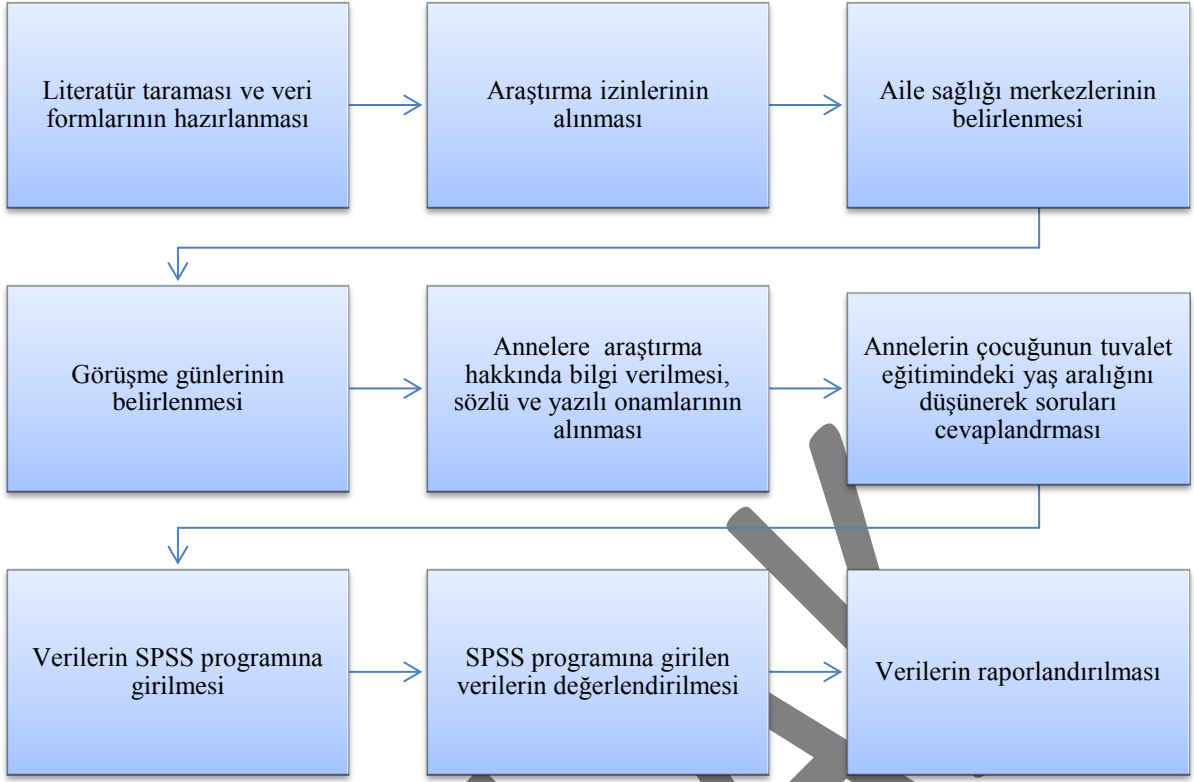 Literatür taraması ve veri
formlarının hazırlanması
Araştırma izinlerinin
alınması
Aile sağlığı merkezlerinin
belirlenmesi
Görüşme günlerinin
belirlenmesi
Annelere araştırma
hakkında bilgi verilmesi,
sözlü ve yazılı onamlarının
alınması
Annelerin çocuğunun tuvalet
eğitimindeki yaş aralığını
düşünerek soruları
cevaplandrması
Verilerin SPSS programına
girilmesi
SPSS programına girilen
verilerin değerlendirilmesi
Verilerin raporlandırılması